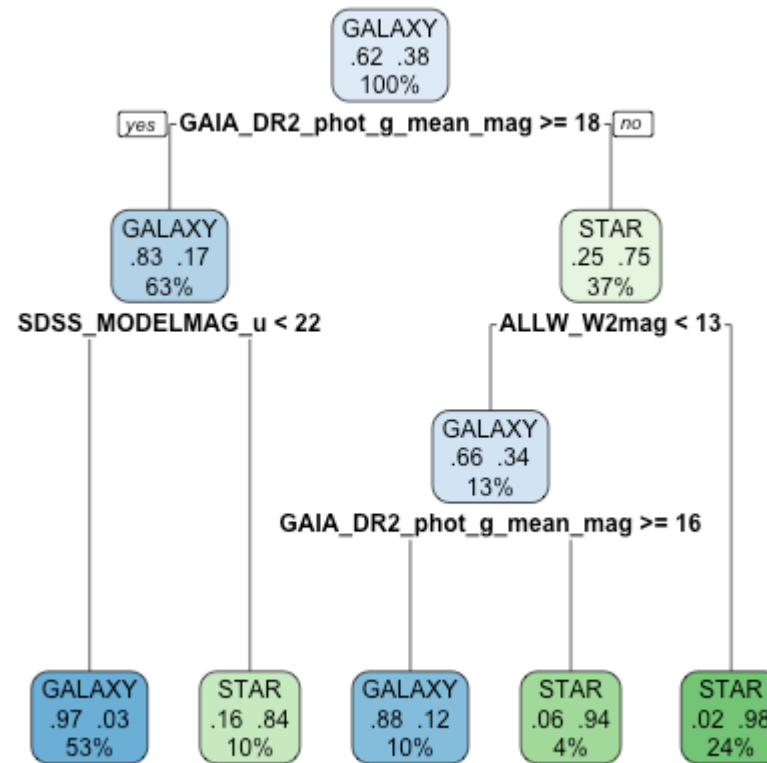 GALAXY
.62 .38
100%
yes GAIA_DR2_phot_g_mean_mag >= 18 no
GALAXY
.83 .17
63%
STAR
.25 .75
37%
SDSS_MODELMAG_u < 22
ALLW_W2mag < 13
GALAXY
.66 .34
13%
GAIA_DR2_phot_g_mean_mag >= 16
GALAXY
.97 .03
53%
STAR
.16 .84
10%
GALAXY
.88 .12
10%
STAR
.06 .94
4%
STAR
.02 .98
24%